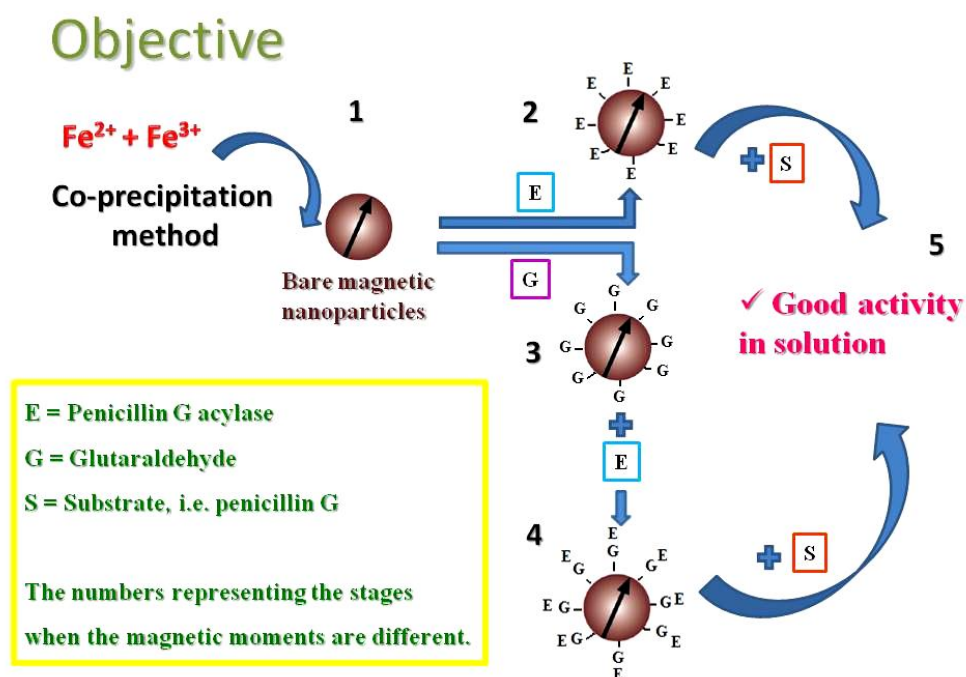 Objective
1
2
Fe²⁺ + Fe³⁺
Co-precipitation
method
Bare magnetic
nanoparticles
E
G
E
E
E
E
E
E
E
E
+ S
5
✓ Good activity
in solution
3
G
G
G
G
G
G
G
G
+
E
4
E
G
E
G
G
E
E G
G E
E
G
G
E
G
E
+ S
E = Penicillin G acylase
G = Glutaraldehyde
S = Substrate, i.e. penicillin G
The numbers representing the stages
when the magnetic moments are different.